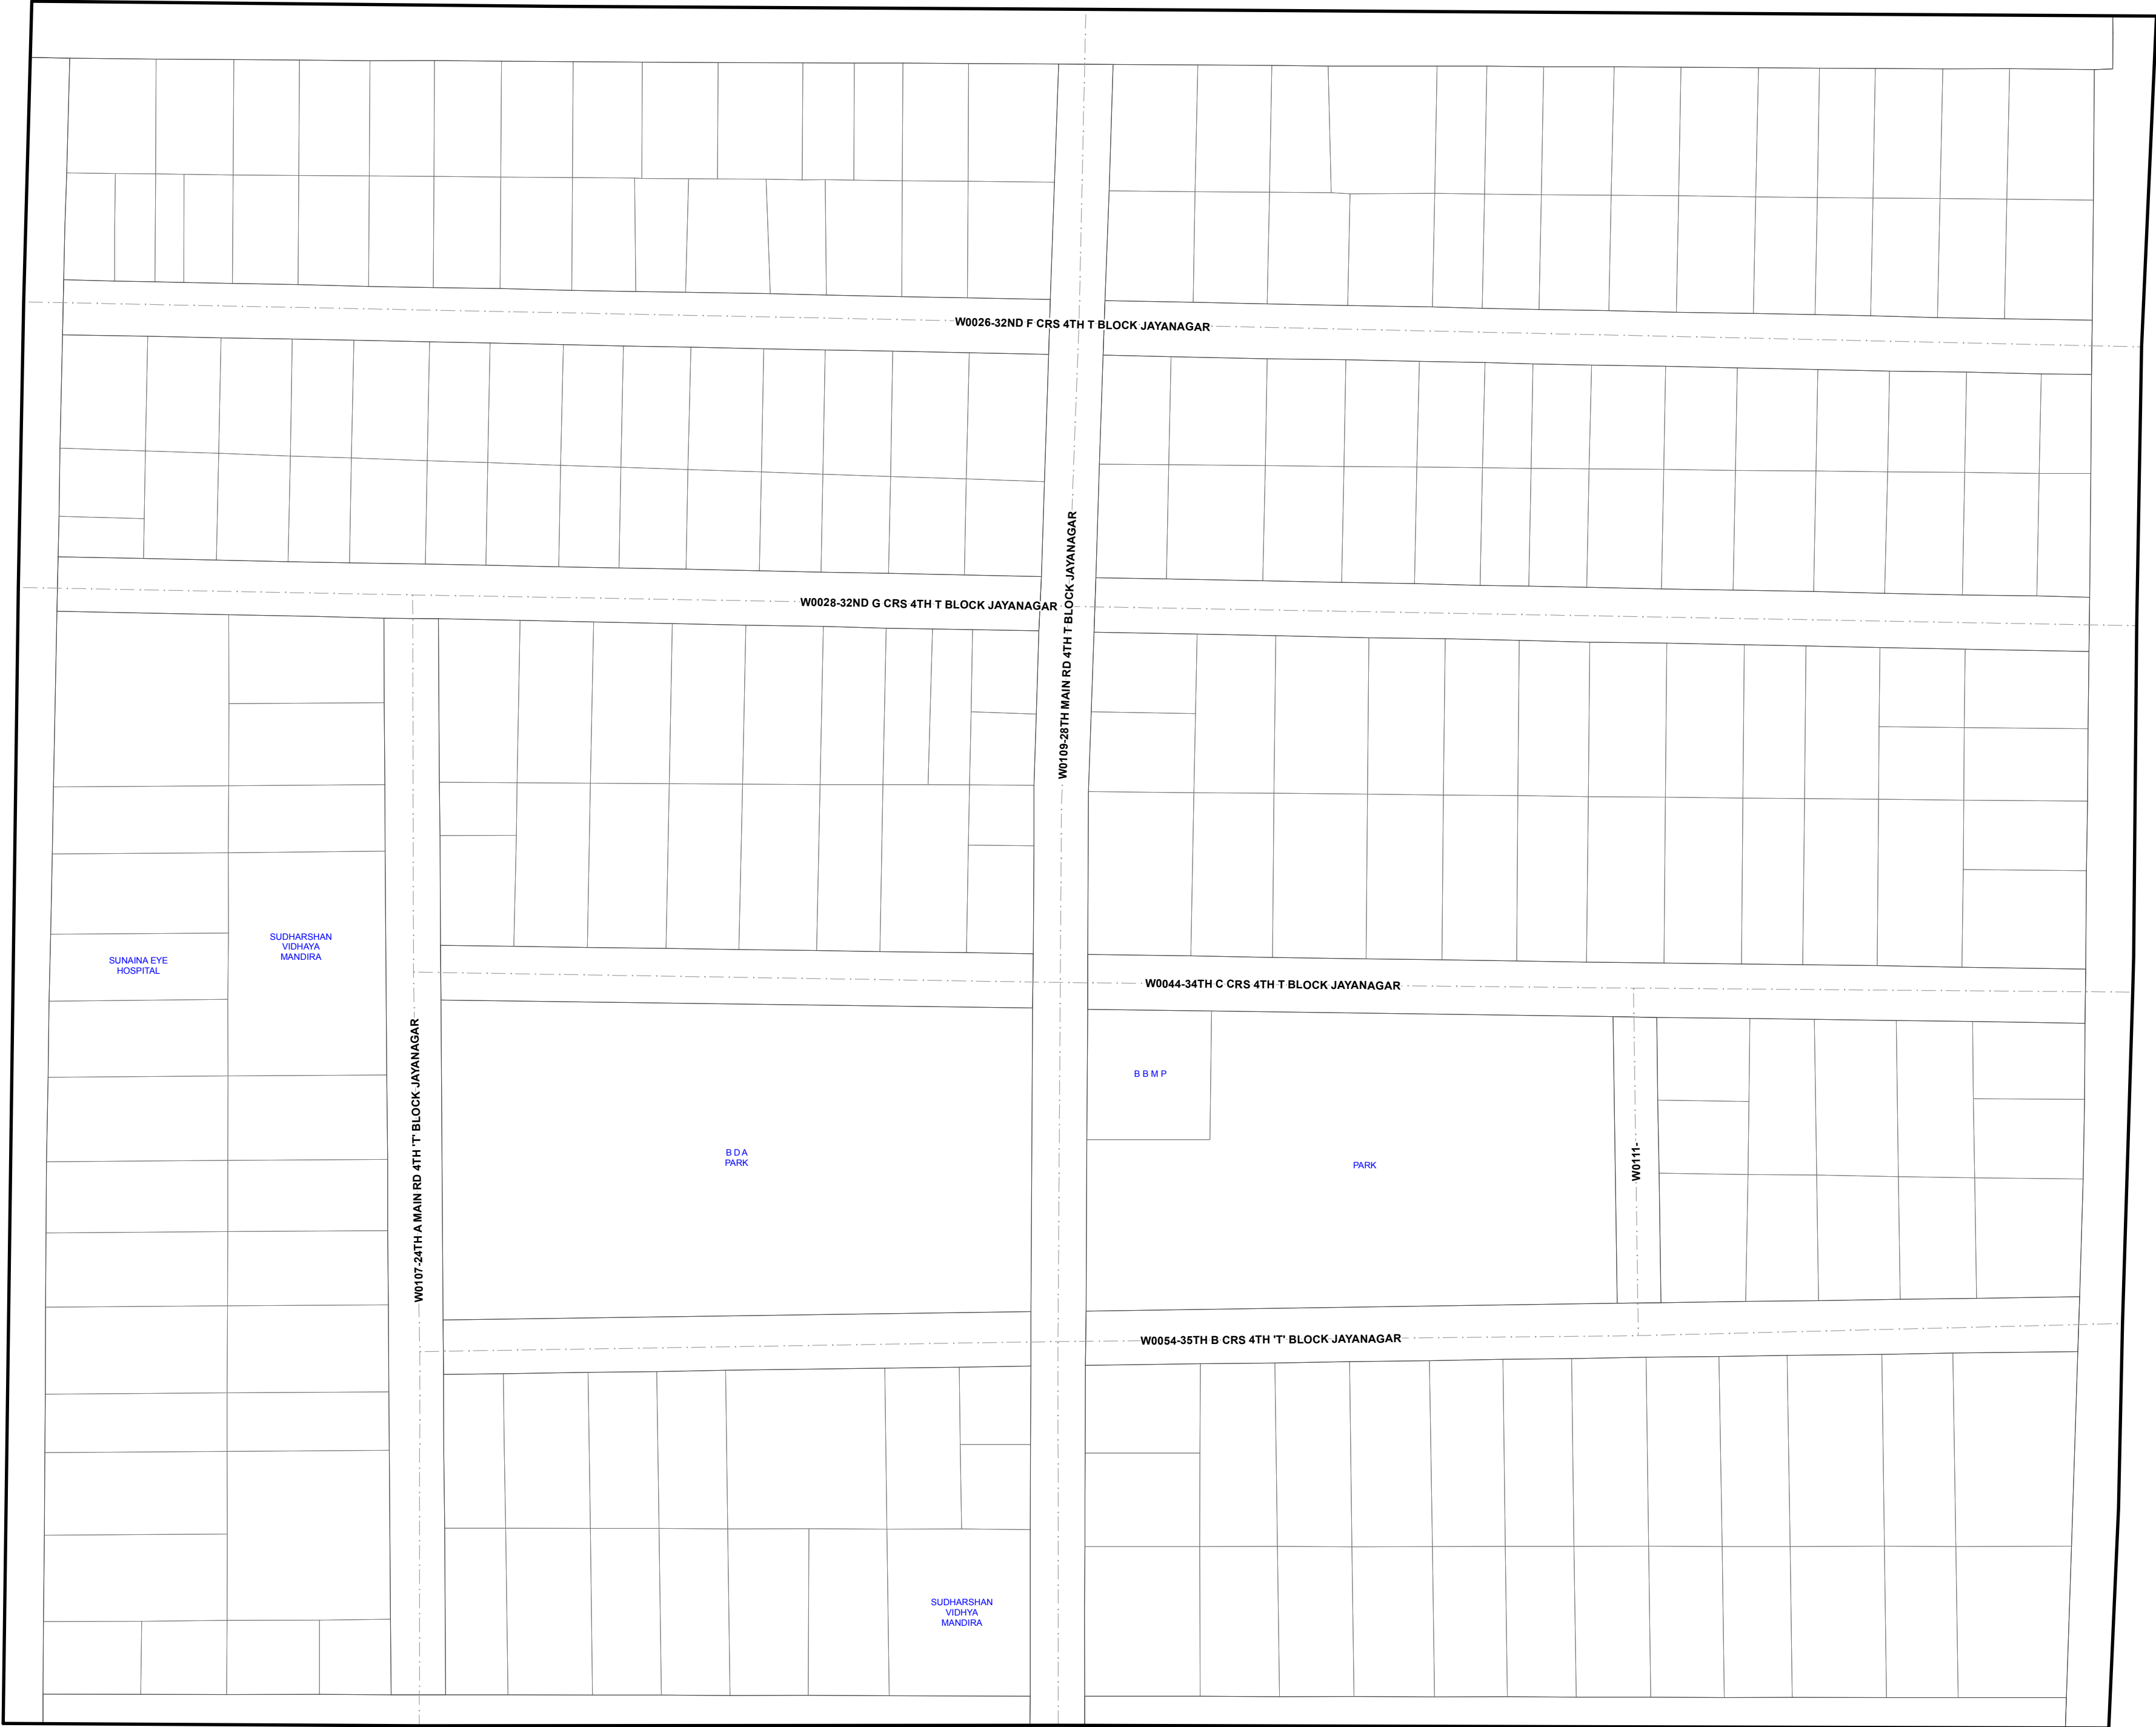 W0026-32ND F CRS 4TH T BLOCK JAYANAGAR
W0109-28TH MAIN RD 4TH T BLOCK JAYANAGAR
W0028-32ND G CRS 4TH T BLOCK JAYANAGAR
SUDHARSHAN
VIDHAYA
MANDIRA
SUNAINA EYE
HOSPITAL
W0044-34TH C CRS 4TH T BLOCK JAYANAGAR
W0107-24TH A MAIN RD 4TH 'T' BLOCK JAYANAGAR
B B M P
B D A
PARK
PARK
W0111-
W0054-35TH B CRS 4TH 'T' BLOCK JAYANAGAR
SUDHARSHAN
VIDHYA
MANDIRA